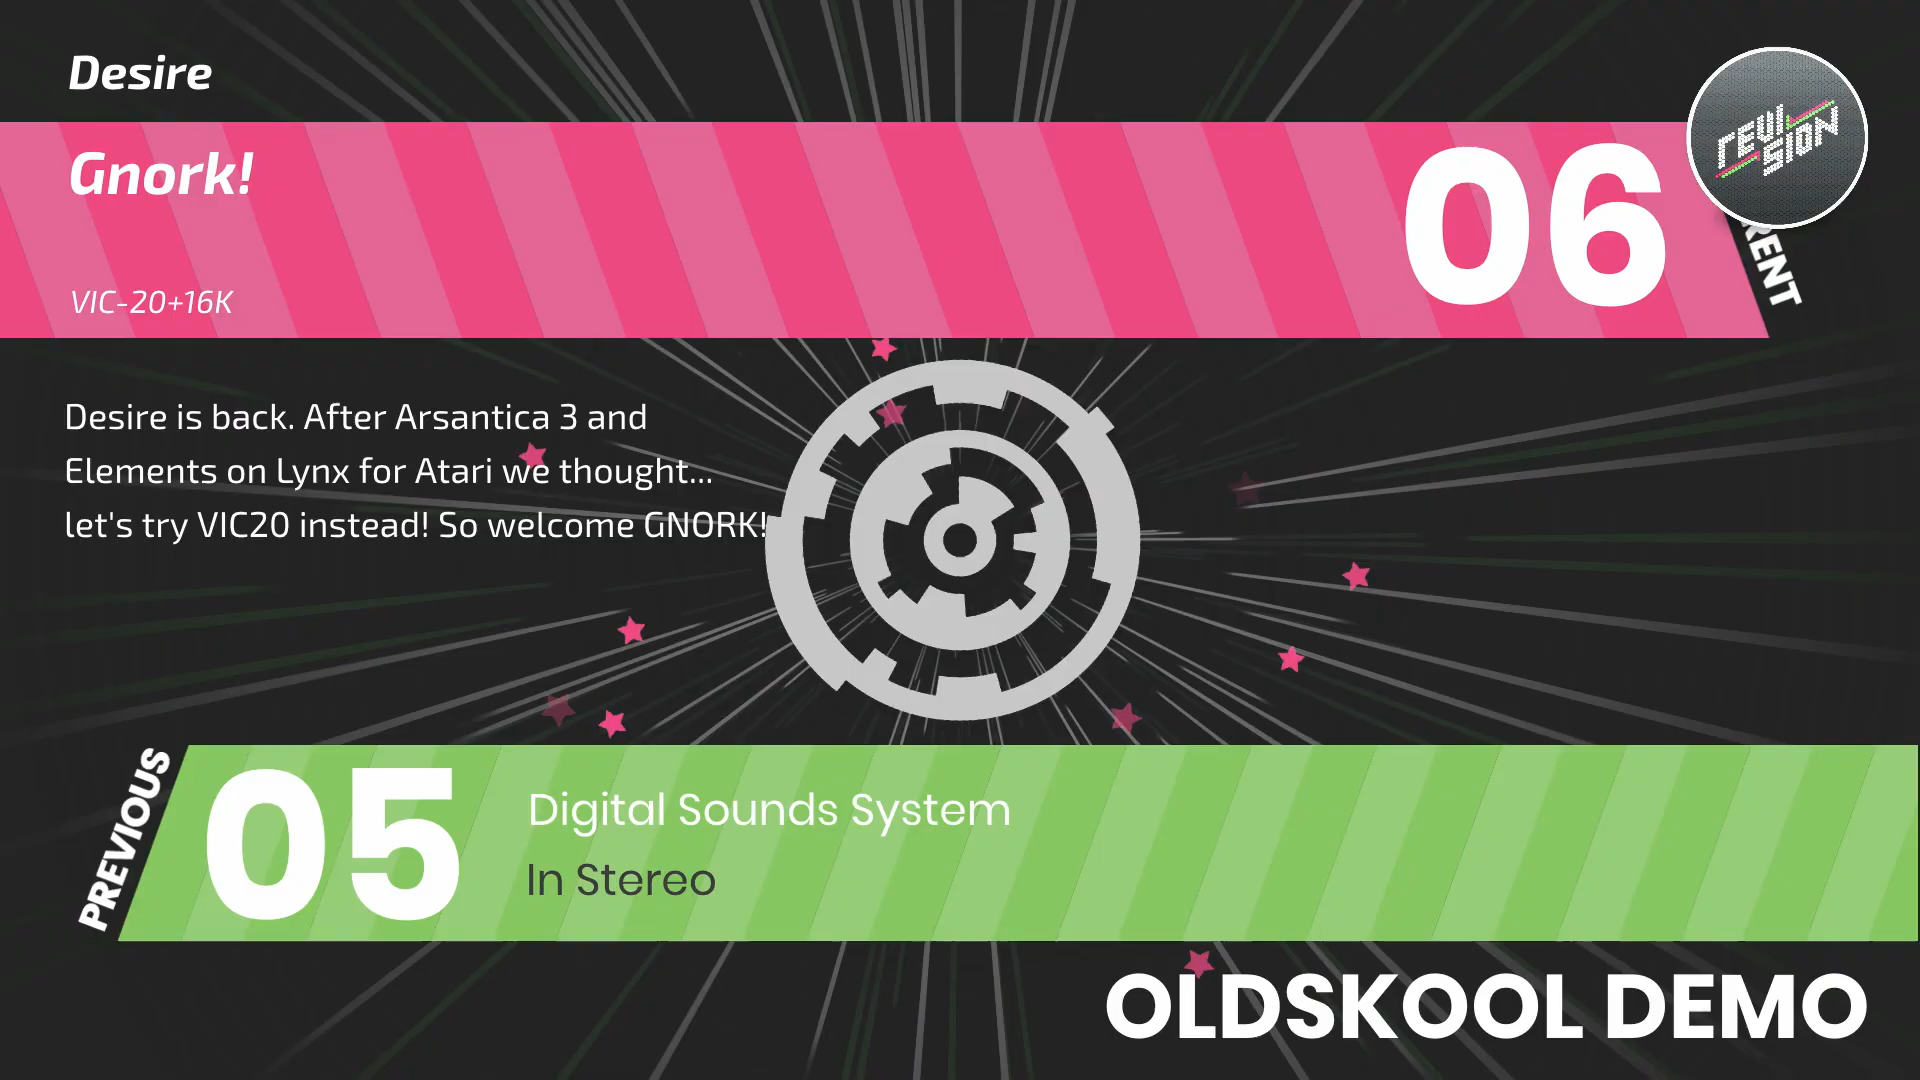 Desire
Gnork!
06
VIC-20+16K
REVISION
Desire is back. After Arsantica 3 and
Elements on Lynx for Atari we thought...
let's try VIC20 instead! So welcome GNORK!
PREVIOUS
05
Digital Sounds System
In Stereo
OLDSKOOL DEMO